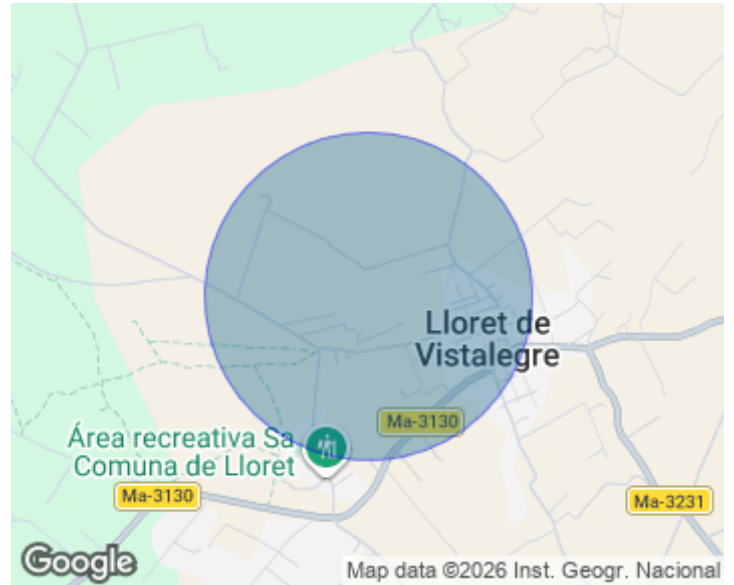 Lloret de
Vistalegre
Ma-3130
Área recreativa Sa
Comuna de Lloret
Ma-3130
Ma-3231
Google
Map data ©2026 Inst. Geogr. Nacional